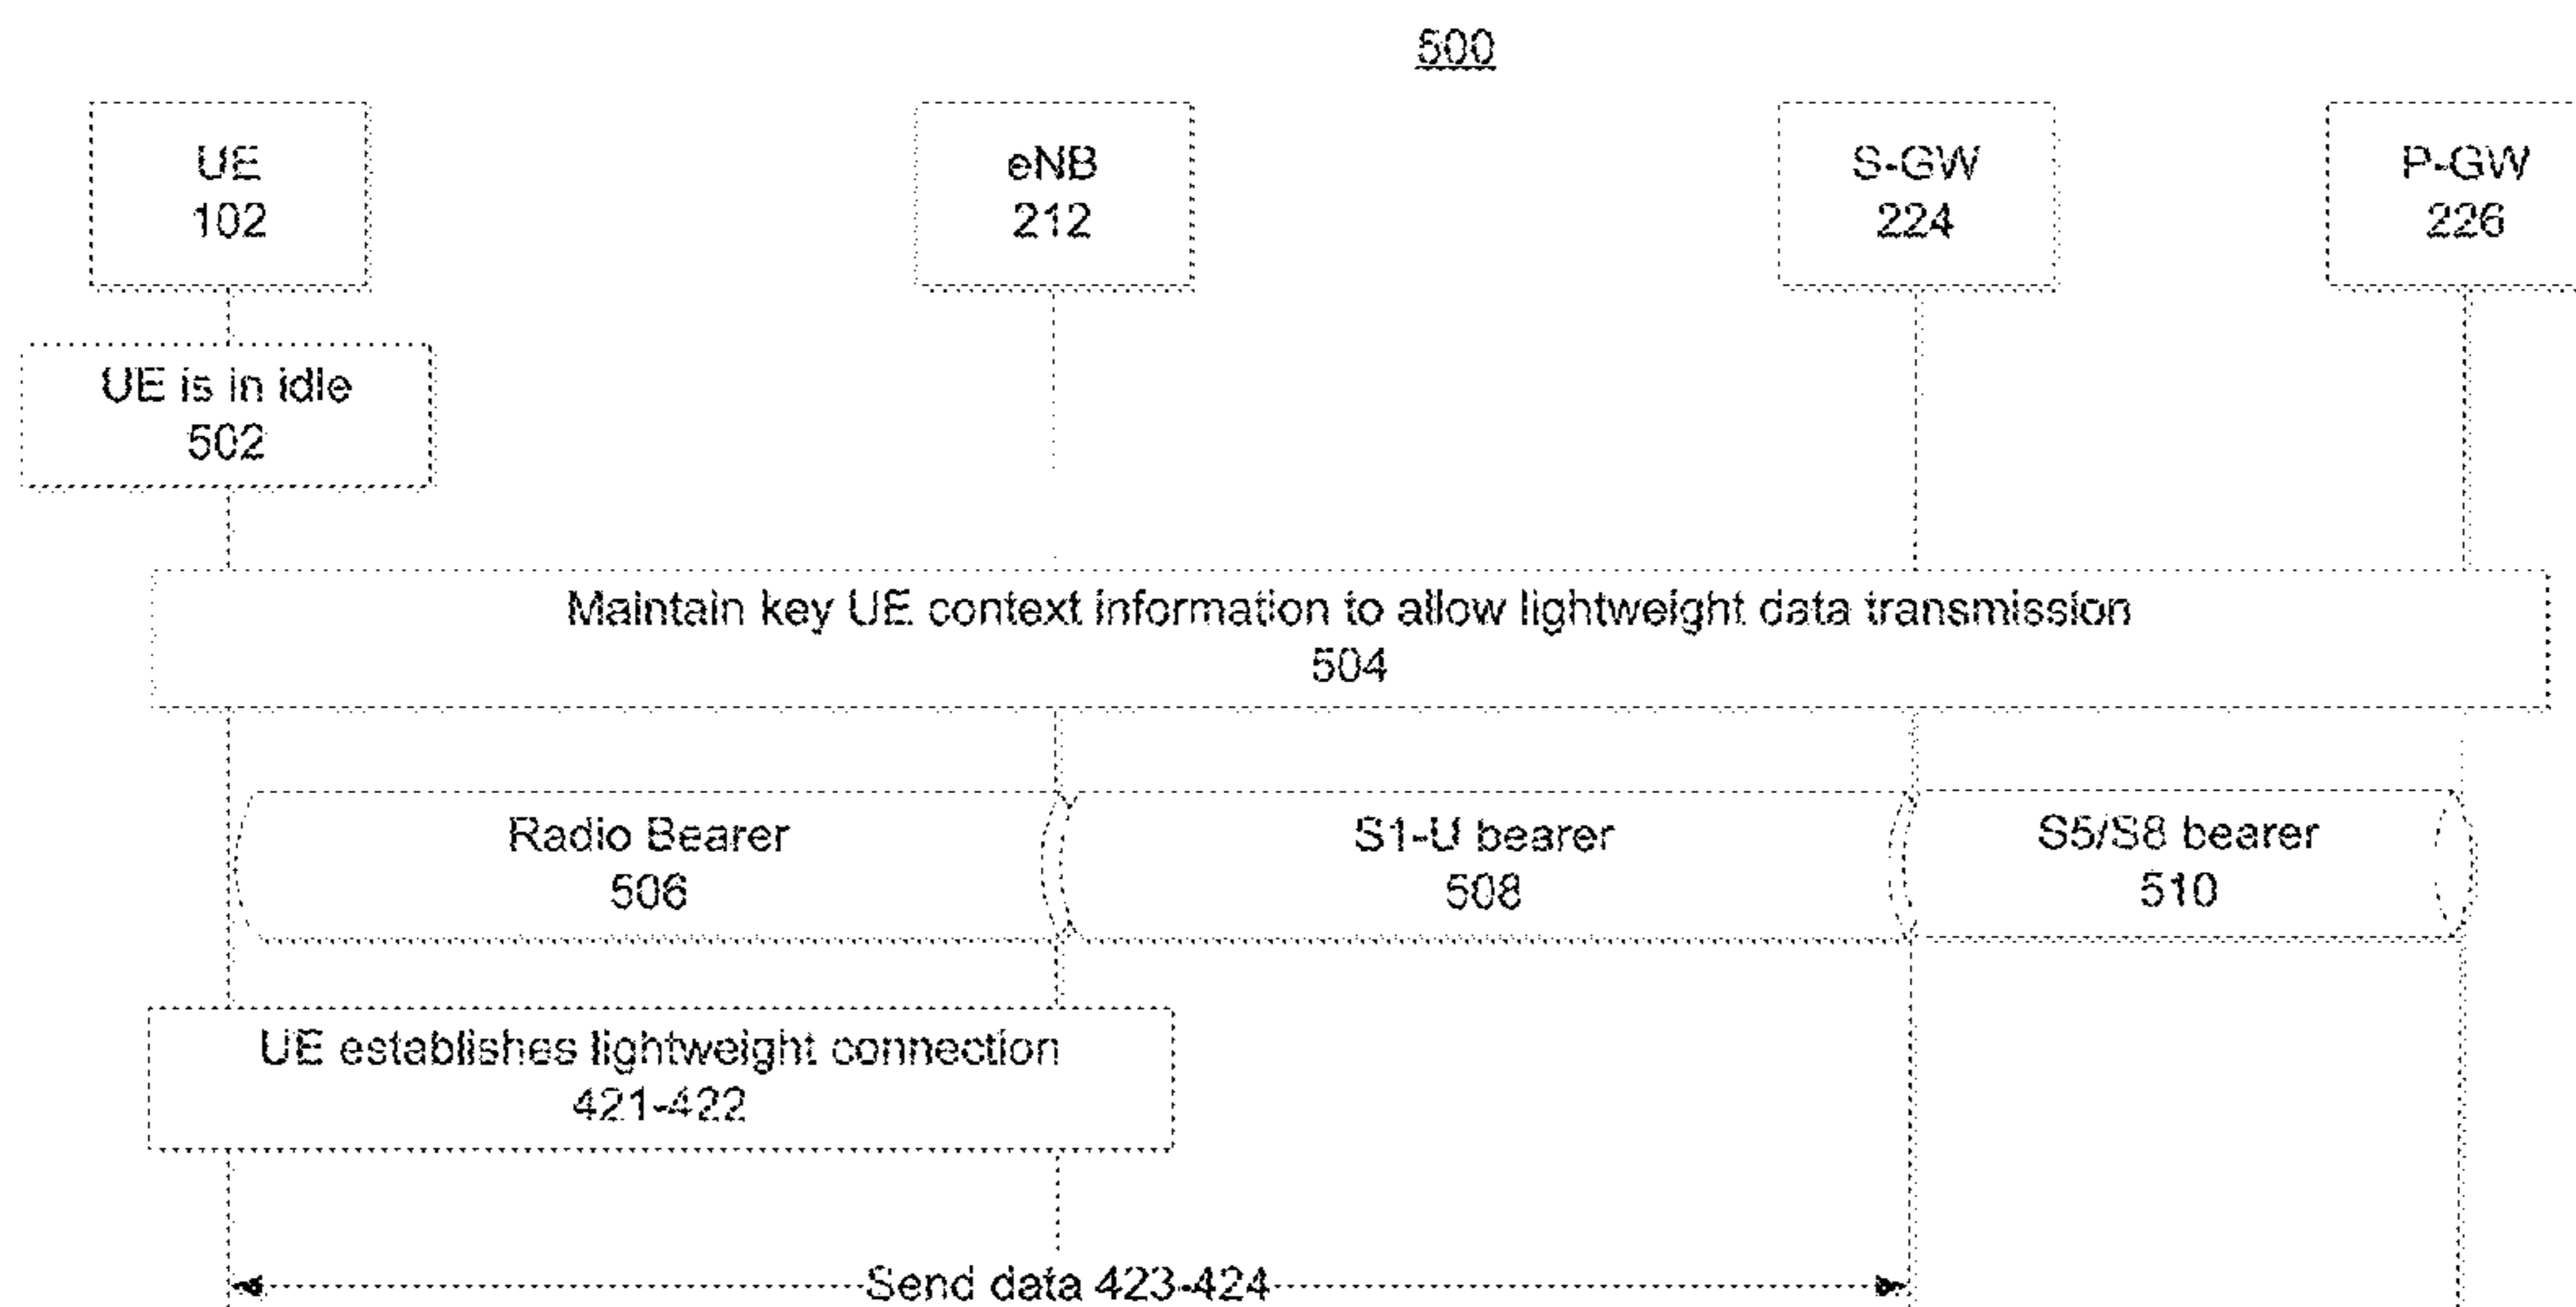 500
UE
102
eNB
212
S-GW
224
P-GW
226
UE is in idle
502
Maintain key UE context information to allow lightweight data transmission
504
Radio Bearer
506
S1-U bearer
508
S5/S8 bearer
510
UE establishes lightweight connection
421-422
Send data 423-424